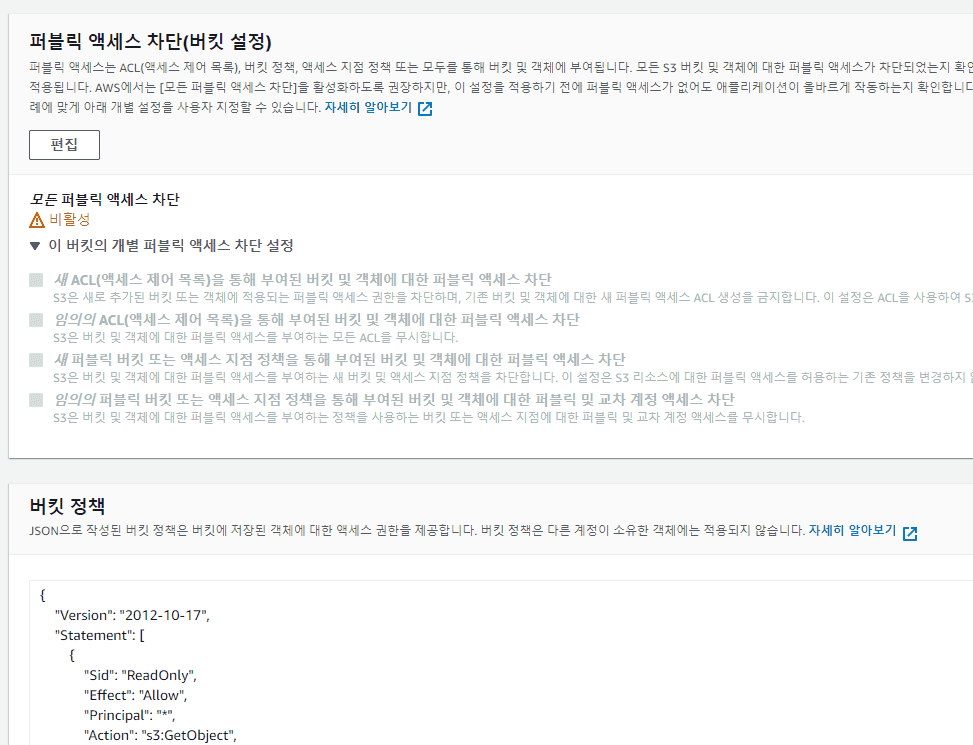 퍼블릭 액세스 차단(버킷 설정)
퍼블릭 액세스는 ACL(액세스 제어 목록), 버킷 정책, 액세스 지점 정책 또는 모두를 통해 버킷 및 객체에 부여됩니다. 모든 S3 버킷 및 객체에 대한 퍼블릭 액세스가 차단되었는지 확인
적용됩니다. AWS에서는 [모든 퍼블릭 액세스 차단]을 활성화하도록 권장하지만, 이 설정을 적용하기 전에 퍼블릭 액세스가 없어도 애플리케이션이 올바르게 작동하는지 확인합니다
례에 맞게 아래 개별 설정을 사용자 지정할 수 있습니다. 자세히 알아보기
편집
모든 퍼블릭 액세스 차단
비활성
▼ 이 버킷의 개별 퍼블릭 액세스 차단 설정
새 ACL(액세스 제어 목록)을 통해 부여된 버킷 및 객체에 대한 퍼블릭 액세스 차단
S3은 새로 추가된 버킷 또는 객체에 적용되는 퍼블릭 액세스 권한을 차단하며, 기존 버킷 및 객체에 대한 새 퍼블릭 액세스 ACL 생성을 금지합니다. 이 설정은 ACL을 사용하여 S3
임의의 ACL(액세스 제어 목록)을 통해 부여된 버킷 및 객체에 대한 퍼블릭 액세스 차단
S3은 버킷 및 객체에 대한 퍼블릭 액세스를 부여하는 모든 ACL을 무시합니다.
새 퍼블릭 버킷 또는 액세스 지점 정책을 통해 부여된 버킷 및 객체에 대한 퍼블릭 액세스 차단
S3은 버킷 및 객체에 대한 퍼블릭 액세스를 부여하는 새 버킷 및 액세스 지점 정책을 차단합니다. 이 설정은 S3 리소스에 대한 퍼블릭 액세스를 허용하는 기존 정책을 변경하지
임의의 퍼블릭 버킷 또는 액세스 지점 정책을 통해 부여된 버킷 및 객체에 대한 퍼블릭 및 교차 계정 액세스 차단
S3은 버킷 및 객체에 대한 퍼블릭 액세스를 부여하는 정책을 사용하는 버킷 또는 액세스 지점에 대한 퍼블릭 및 교차 계정 액세스를 무시합니다.
버킷 정책
JSON으로 작성된 버킷 정책은 버킷에 저장된 객체에 대한 액세스 권한을 제공합니다. 버킷 정책은 다른 계정이 소유한 객체에는 적용되지 않습니다. 자세히 알아보기
{
"Version": "2012-10-17",
"Statement": [
{
"Sid": "ReadOnly",
"Effect": "Allow",
"Principal": "*",
"Action": "s3:GetObject",